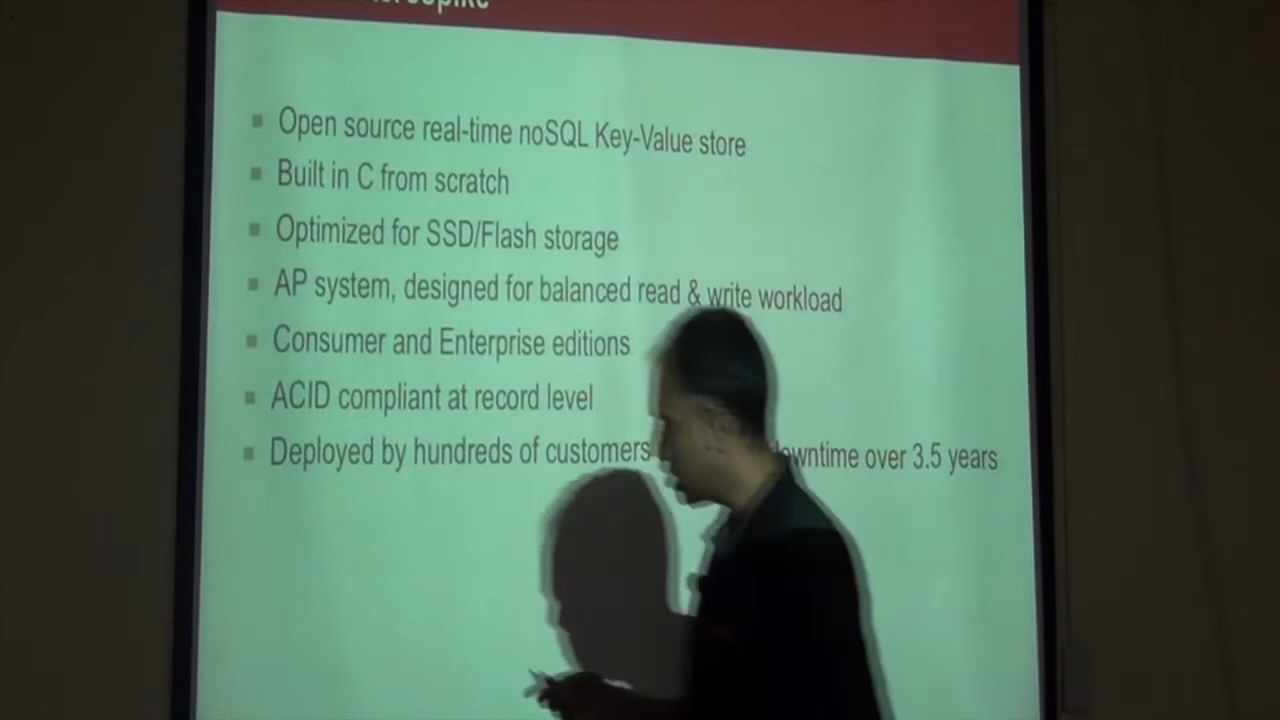 Open source real-time noSQL Key-Value store
Built in C from scratch
Optimized for SSD/Flash storage
AP system, designed for balanced read & write workload
Consumer and Enterprise editions
ACID compliant at record level
Deployed by hundreds of customers downtime over 3.5 years